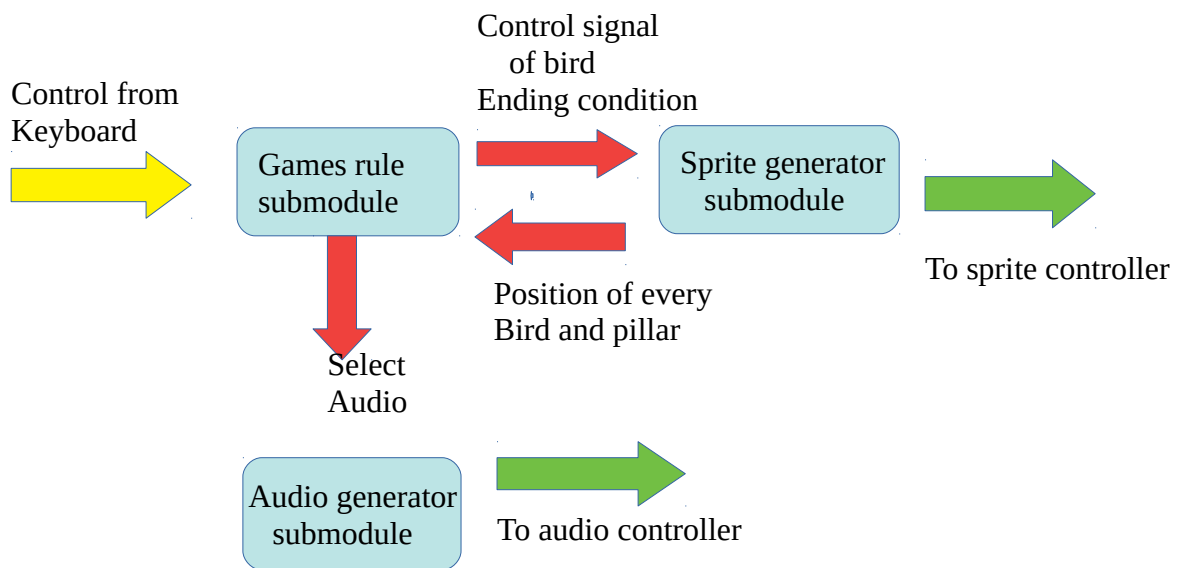 Control signal
of bird
Ending condition
Control from
Keyboard
Games rule
submodule
Sprite generator
submodule
To sprite controller
Position of every
Bird and pillar
Select
Audio
Audio generator
submodule
To audio controller